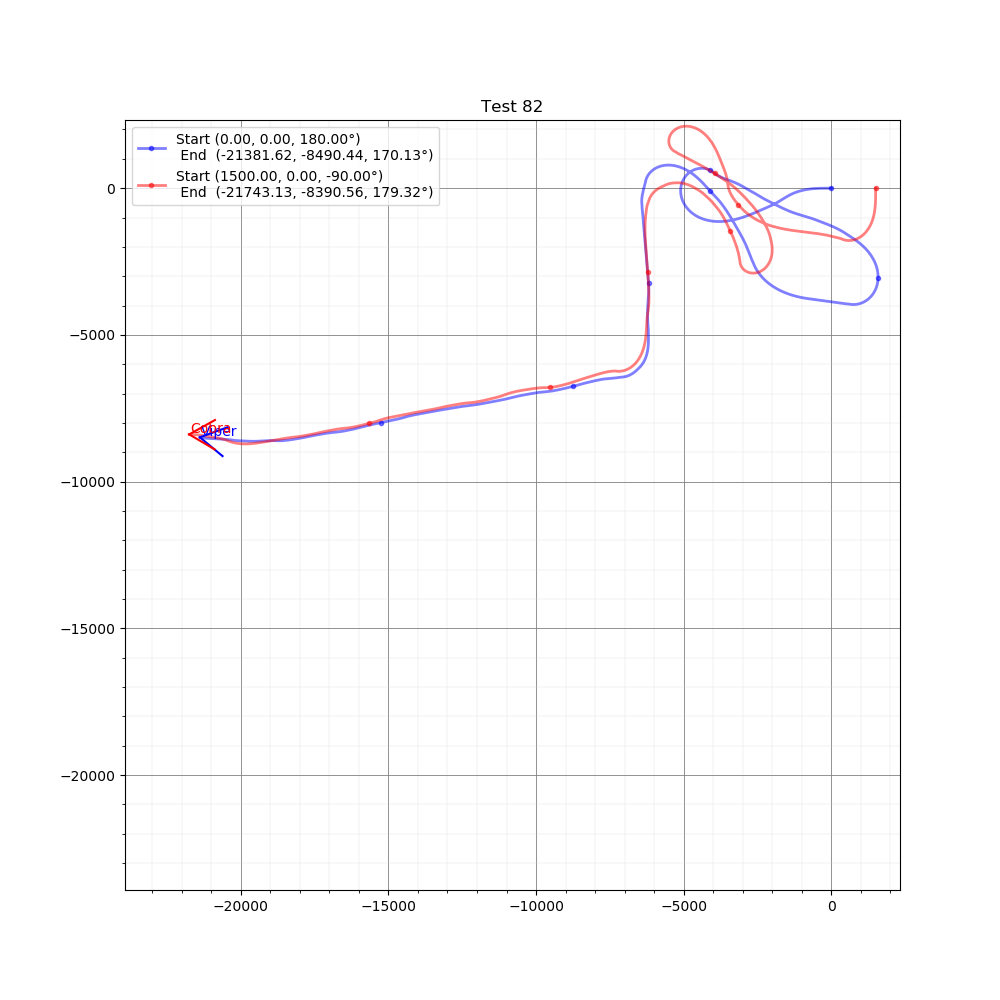 Test 82
Start (0.00, 0.00, 180.00°)
End  (-21381.62, -8490.44, 170.13°)
Start (1500.00, 0.00, -90.00°)
End  (-21743.13, -8390.56, 179.32°)
0
−5000
−10000
−15000
−20000
Cobra
Viper
−20000
−15000
−10000
−5000
0